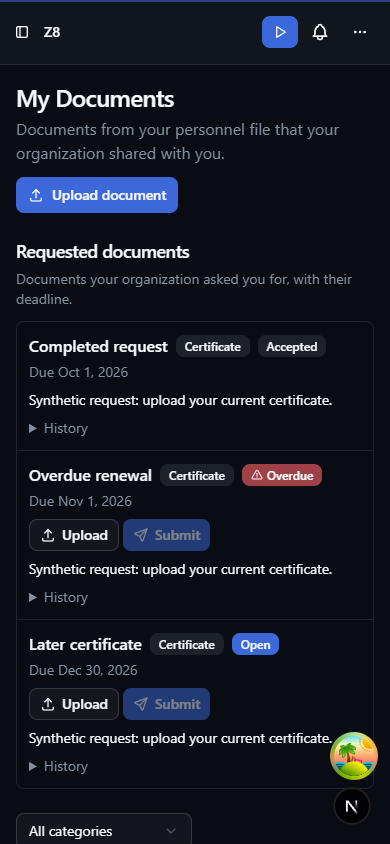 Z8
My Documents
Documents from your personnel file that your
organization shared with you.
Upload document
Requested documents
Documents your organization asked you for, with their
deadline.
Completed request Certificate Accepted
Due Oct 1, 2026
Synthetic request: upload your current certificate.
History
Overdue renewal Certificate Overdue
Due Nov 1, 2026
Upload Submit
Synthetic request: upload your current certificate.
History
Later certificate Certificate Open
Due Dec 30, 2026
Upload Submit
Synthetic request: upload your current certificate.
History
N
All categories